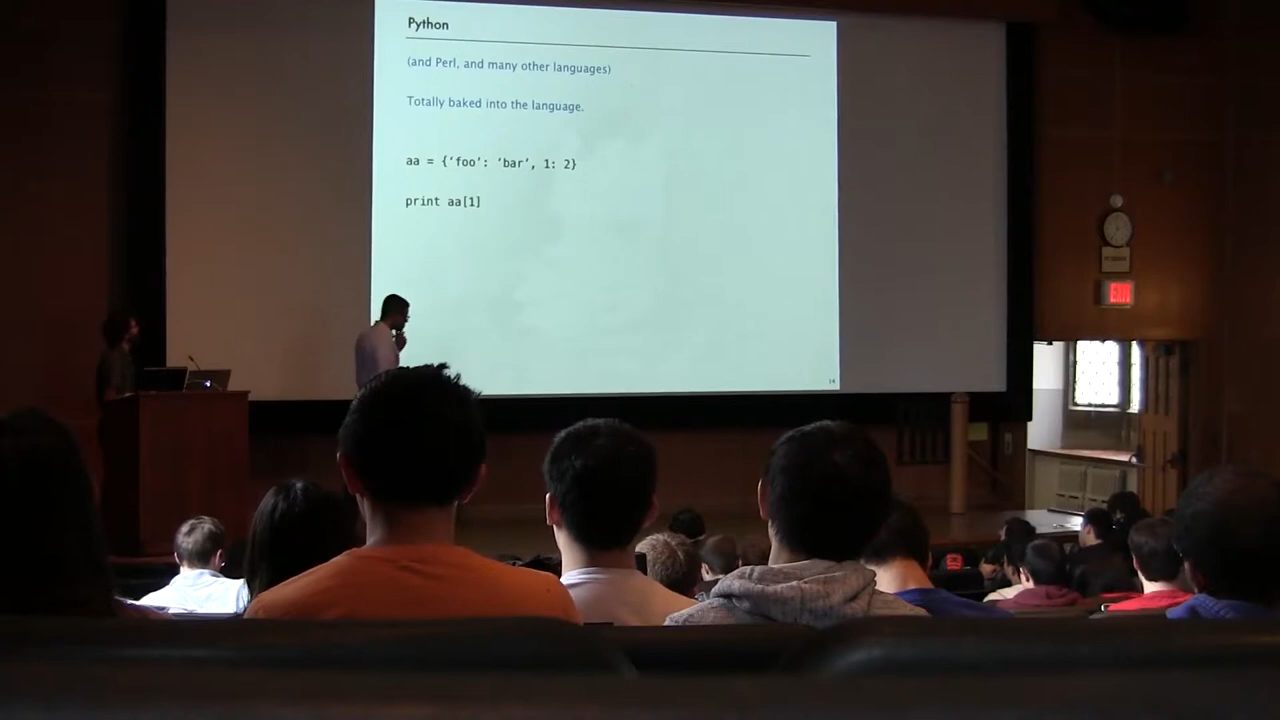 Python
(and Perl, and many other languages)
Totally baked into the language.
aa = {‘foo’: ‘bar‘, 1: 2}
print aa[1]
14
EXIT